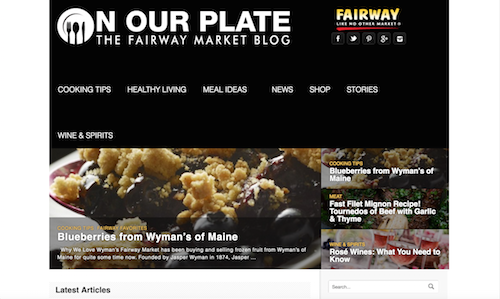 ON OUR PLATE
THE FAIRWAY MARKET BLOG
FAIRWAY
LIKE NO OTHER MARKET®
COOKING TIPS HEALTHY LIVING MEAL IDEAS NEWS SHOP STORIES
WINE & SPIRITS
COOKING TIPS, FAIRWAY FAVORITES
Blueberries from Wyman's of Maine
Why We Love Wyman's Fairway Market has been buying and selling frozen fruit from Wyman's of
Maine for quite some time now. Founded by Jasper Wyman in 1874, Jasper ...
COOKING TIPS
Blueberries from Wyman's of
Maine
MEAT
Fast Filet Mignon Recipe!
Tournedos of Beef with Garlic
& Thyme
WINE & SPIRITS
Rosé Wines: What You Need to
Know
Latest Articles
Search...